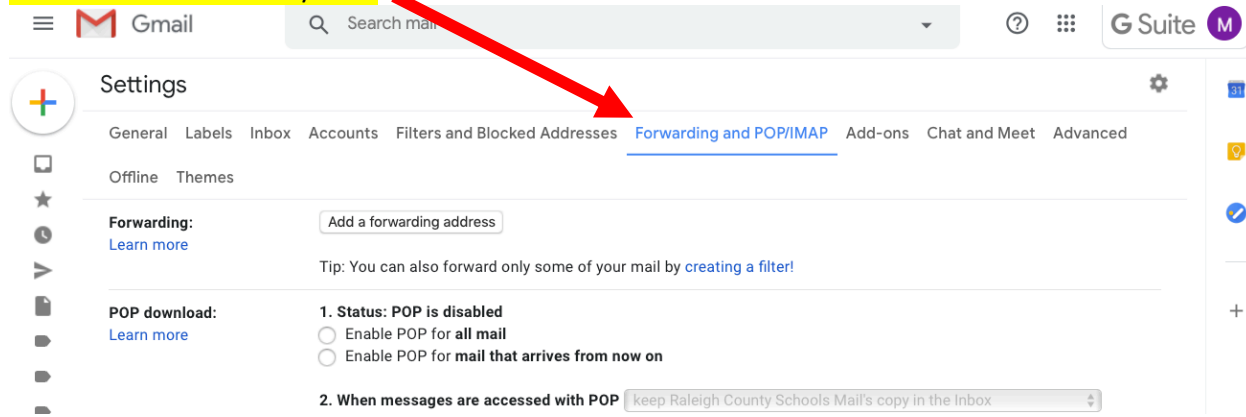 Gmail
Search mail
G Suite
M
Settings
31
General Labels Inbox Accounts Filters and Blocked Addresses Forwarding and POP/IMAP Add-ons Chat and Meet Advanced
Offline Themes
Forwarding:
Add a forwarding address
Learn more
Tip: You can also forward only some of your mail by creating a filter!
POP download:
1. Status: POP is disabled
Learn more
Enable POP for all mail
Enable POP for mail that arrives from now on
2. When messages are accessed with POP keep Raleigh County Schools Mail's copy in the Inbox